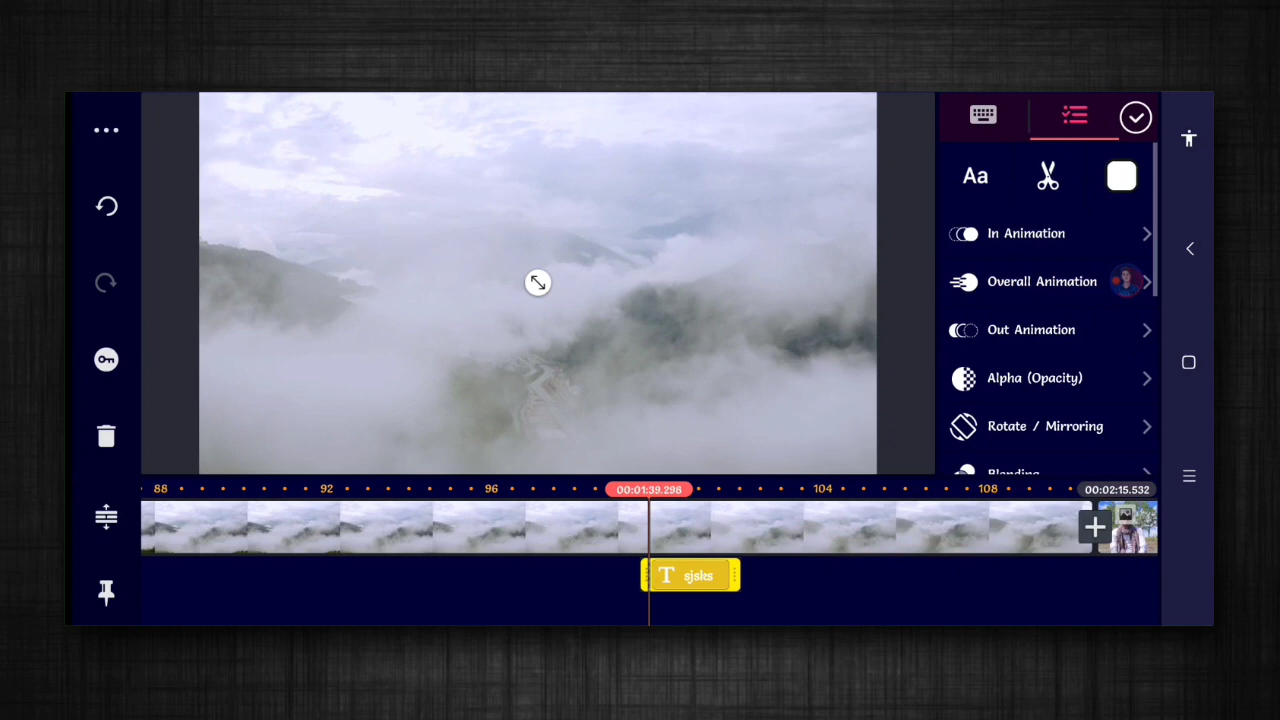 Aa
In Animation
Overall Animation
Out Animation
Alpha (Opacity)
Rotate / Mirroring
Blending
88 92 96 00:01:39.298 104 108 00:02:15.532
T sjsks